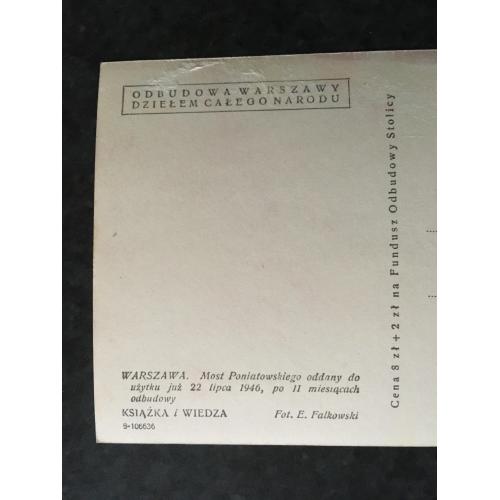 ODBUDOWA WARSZAWY
DZIEŁEM CAŁEGO NARODU
WARSZAWA. Most Poniatowskiego oddany do
użytku już 22 lipca 1946, po 11 miesiącach
odbudowy
KSIĄŻKA i WIEDZA Fot. E. Falkowski
9-106636
Cena 8 zł + 2 zł na Fundusz Odbudowy Stolicy